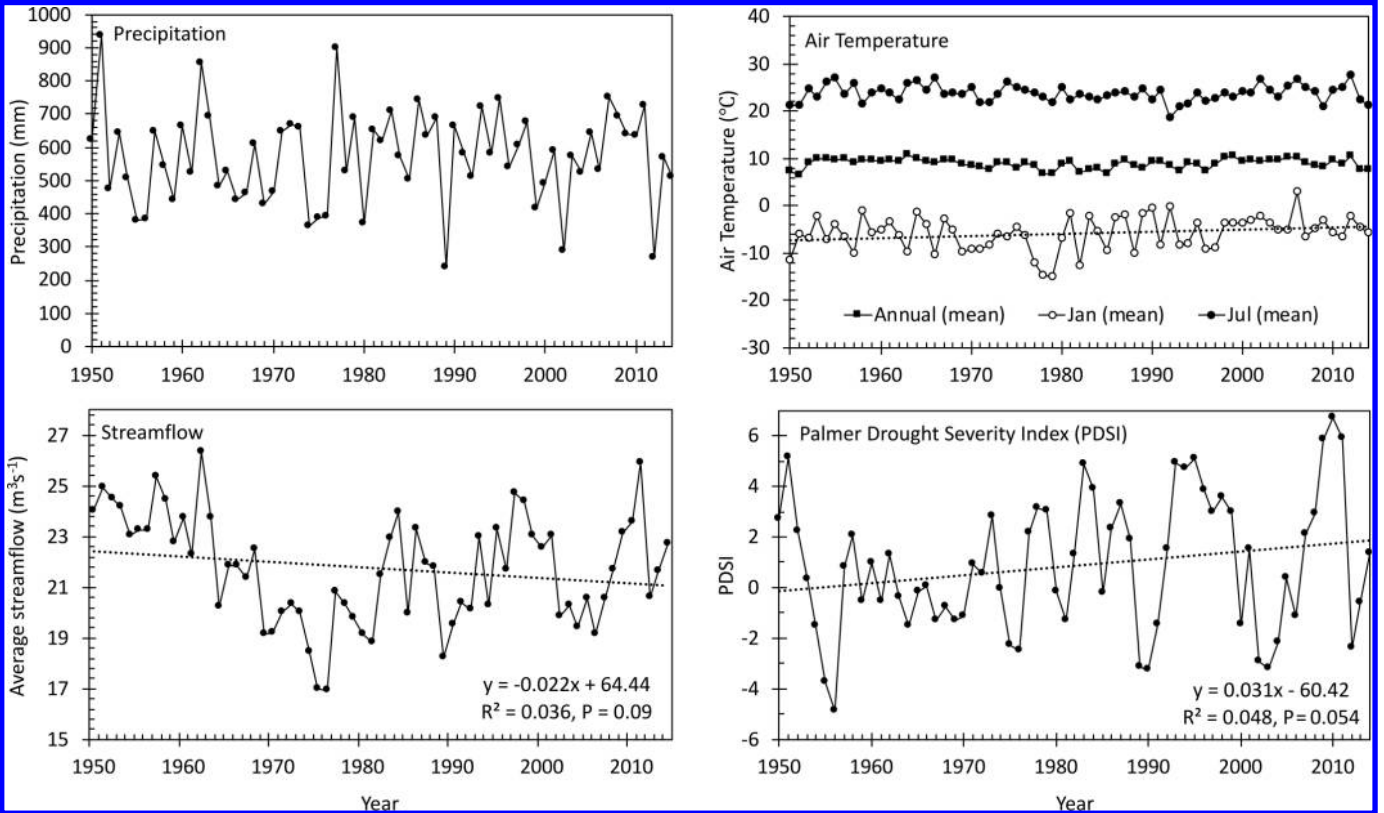 Precipitation
Precipitation (mm)
1000
900
800
700
600
500
400
300
200
100
0
1950 1960 1970 1980 1990 2000 2010
Air Temperature
Air Temperature (°C)
40
30
20
10
0
-10
-20
-30
Annual (mean) Jan (mean) Jul (mean)
1950 1960 1970 1980 1990 2000 2010
Streamflow
Average streamflow (m³s⁻¹)
27
25
23
21
19
17
15
y = -0.022x + 64.44
R² = 0.036, P = 0.09
1950 1960 1970 1980 1990 2000 2010
Year
Palmer Drought Severity Index (PDSI)
PDSI
6
4
2
0
-2
-4
-6
y = 0.031x - 60.42
R² = 0.048, P = 0.054
1950 1960 1970 1980 1990 2000 2010
Year